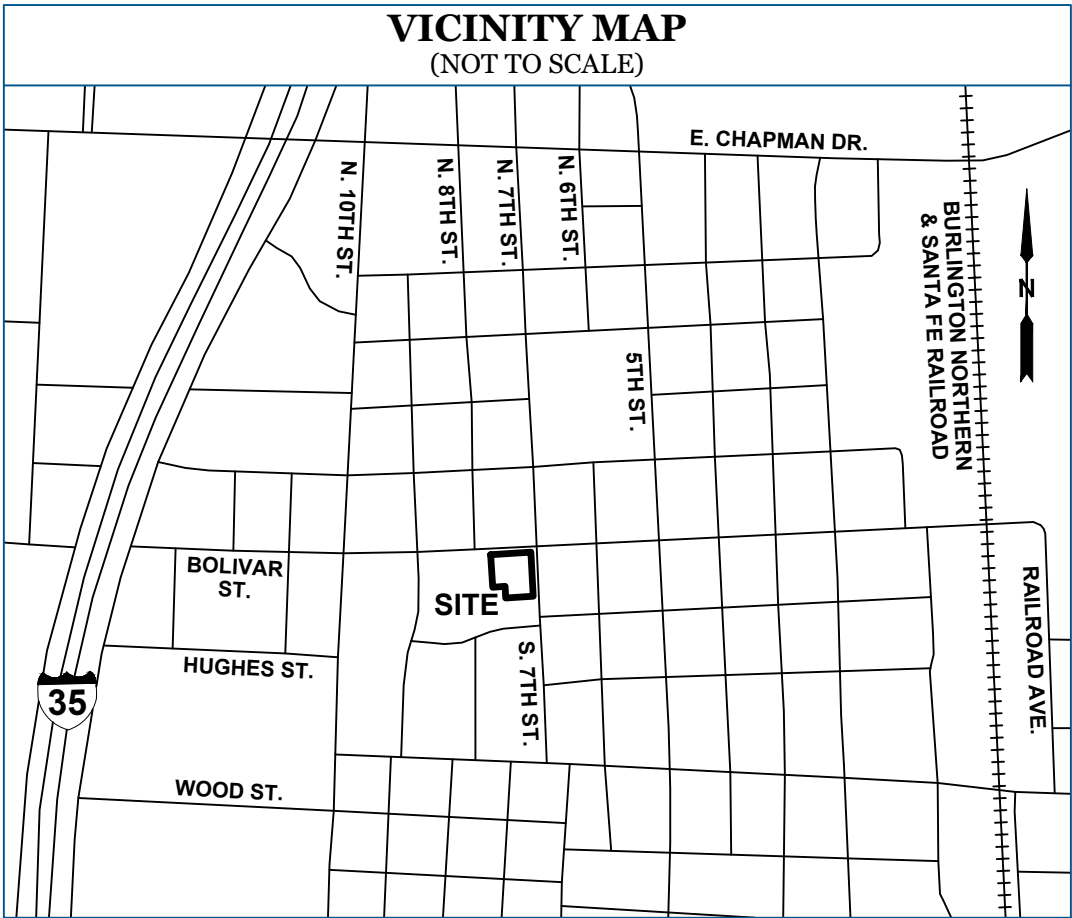 VICINITY MAP
(NOT TO SCALE)
E. CHAPMAN DR.
N. 10TH ST.
N. 8TH ST.
N. 7TH ST.
N. 6TH ST.
BURLINGTON NORTHERN
& SANTA FE RAILROAD
N
5TH ST.
BOLIVAR
ST.
SITE
RAILROAD AVE.
HUGHES ST.
S. 7TH ST.
35
WOOD ST.